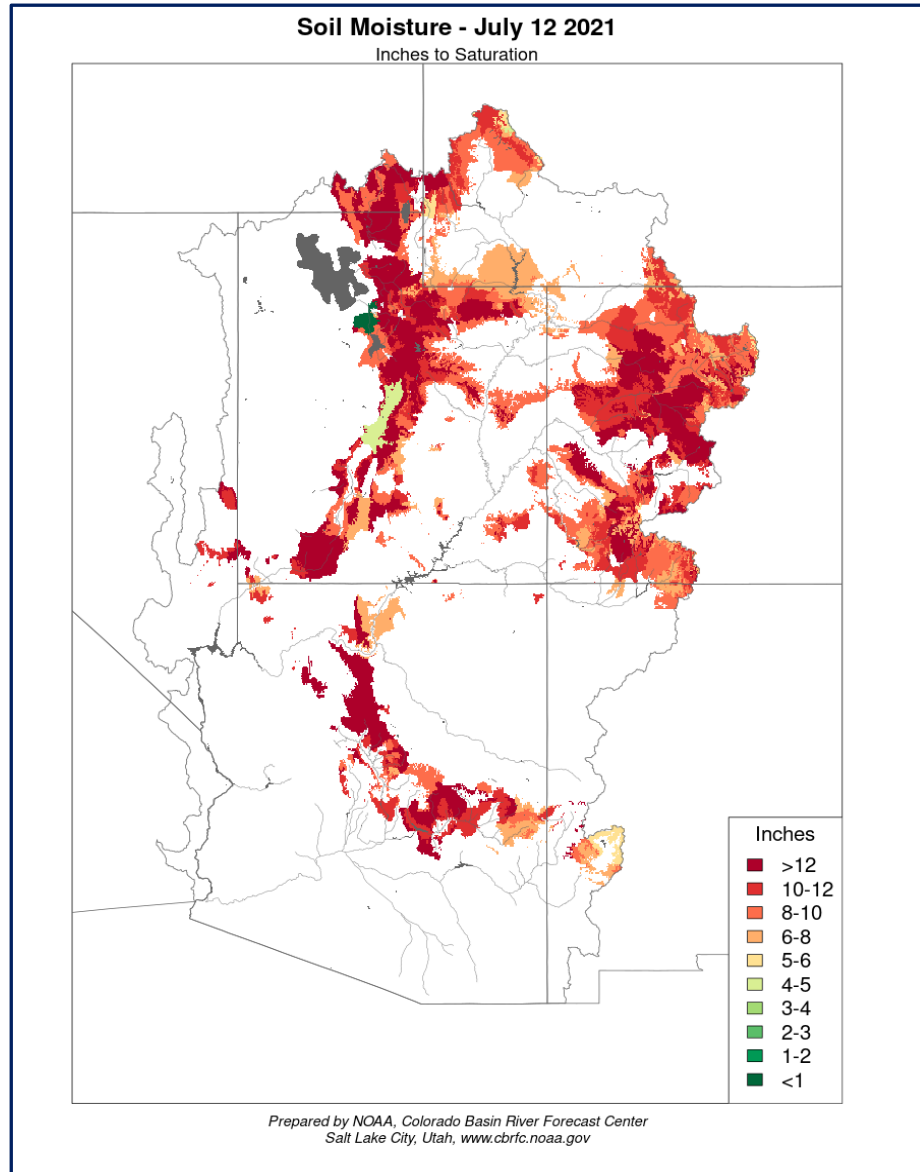 Soil Moisture - July 12 2021
Inches to Saturation
Inches
>12
10-12
8-10
6-8
5-6
4-5
3-4
2-3
1-2
<1
Prepared by NOAA, Colorado Basin River Forecast Center
Salt Lake City, Utah, www.cbrfc.noaa.gov